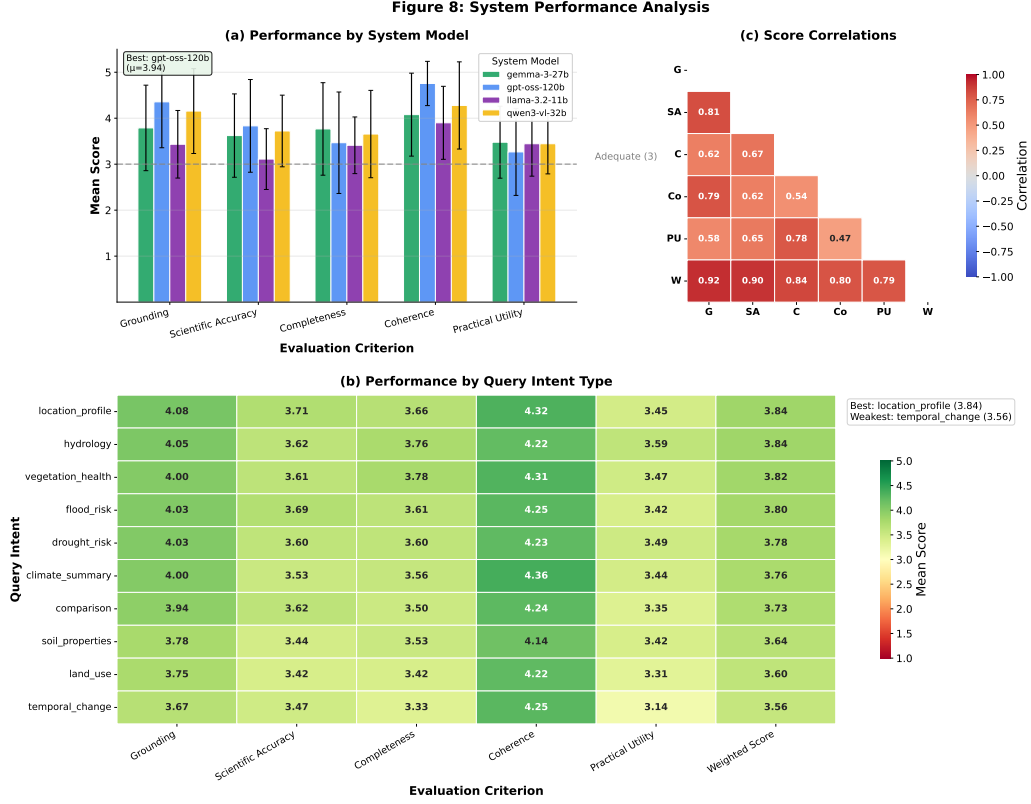 Figure 8: System Performance Analysis
(a) Performance by System Model
Best: gpt-oss-120b
(μ=3.94)
System Model
gemma-3-27b
gpt-oss-120b
llama-3.2-11b
qwen3-vl-32b
Mean Score
5
4
3
2
1
Adequate (3)
Grounding
Scientific Accuracy
Completeness
Coherence
Practical Utility
Evaluation Criterion
(c) Score Correlations
G
SA 0.81
C 0.62 0.67
Co 0.79 0.62 0.54
PU 0.58 0.65 0.78 0.47
W 0.92 0.90 0.84 0.80 0.79
G SA C Co PU W
1.00
0.75
0.50
0.25
0.00
−0.25
−0.50
−0.75
−1.00
Correlation
(b) Performance by Query Intent Type
Query Intent
location_profile 4.08 3.71 3.66 4.32 3.45 3.84
hydrology 4.05 3.62 3.76 4.22 3.59 3.84
vegetation_health 4.00 3.61 3.78 4.31 3.47 3.82
flood_risk 4.03 3.69 3.61 4.25 3.42 3.80
drought_risk 4.03 3.60 3.60 4.23 3.49 3.78
climate_summary 4.00 3.53 3.56 4.36 3.44 3.76
comparison 3.94 3.62 3.50 4.24 3.35 3.73
soil_properties 3.78 3.44 3.53 4.14 3.42 3.64
land_use 3.75 3.42 3.42 4.22 3.31 3.60
temporal_change 3.67 3.47 3.33 4.25 3.14 3.56
Grounding
Scientific Accuracy
Completeness
Coherence
Practical Utility
Weighted Score
Evaluation Criterion
Best: location_profile (3.84)
Weakest: temporal_change (3.56)
5.0
4.5
4.0
3.5
3.0
2.5
2.0
1.5
1.0
Mean Score